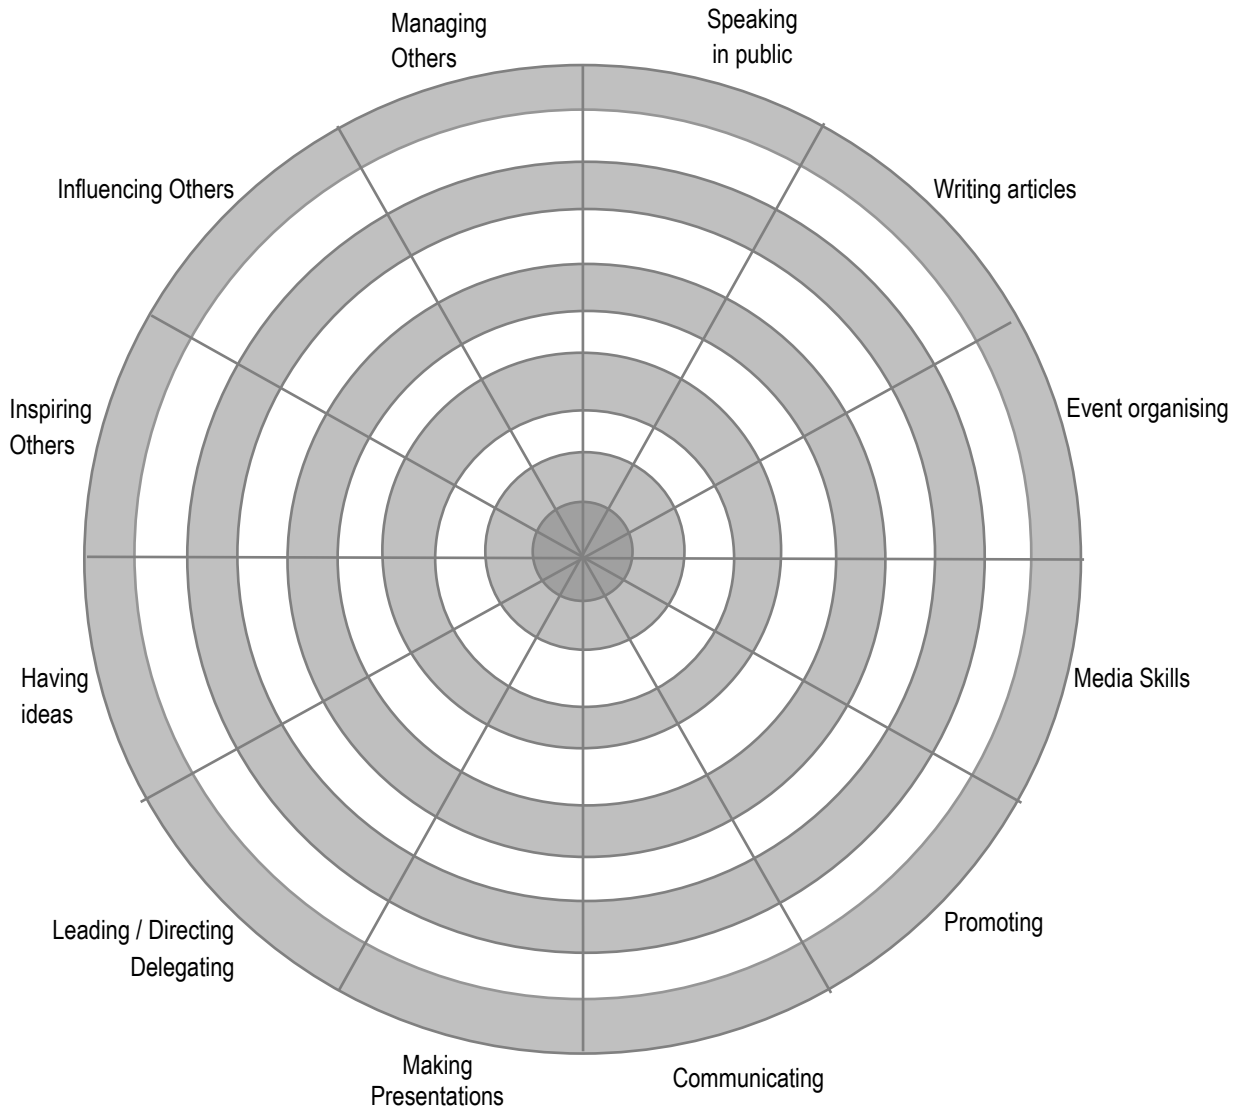 Managing
Others
Speaking
in public
Influencing Others
Writing articles
Inspiring
Others
Event organising
Having
ideas
Media Skills
Leading / Directing
Delegating
Promoting
Making
Presentations
Communicating